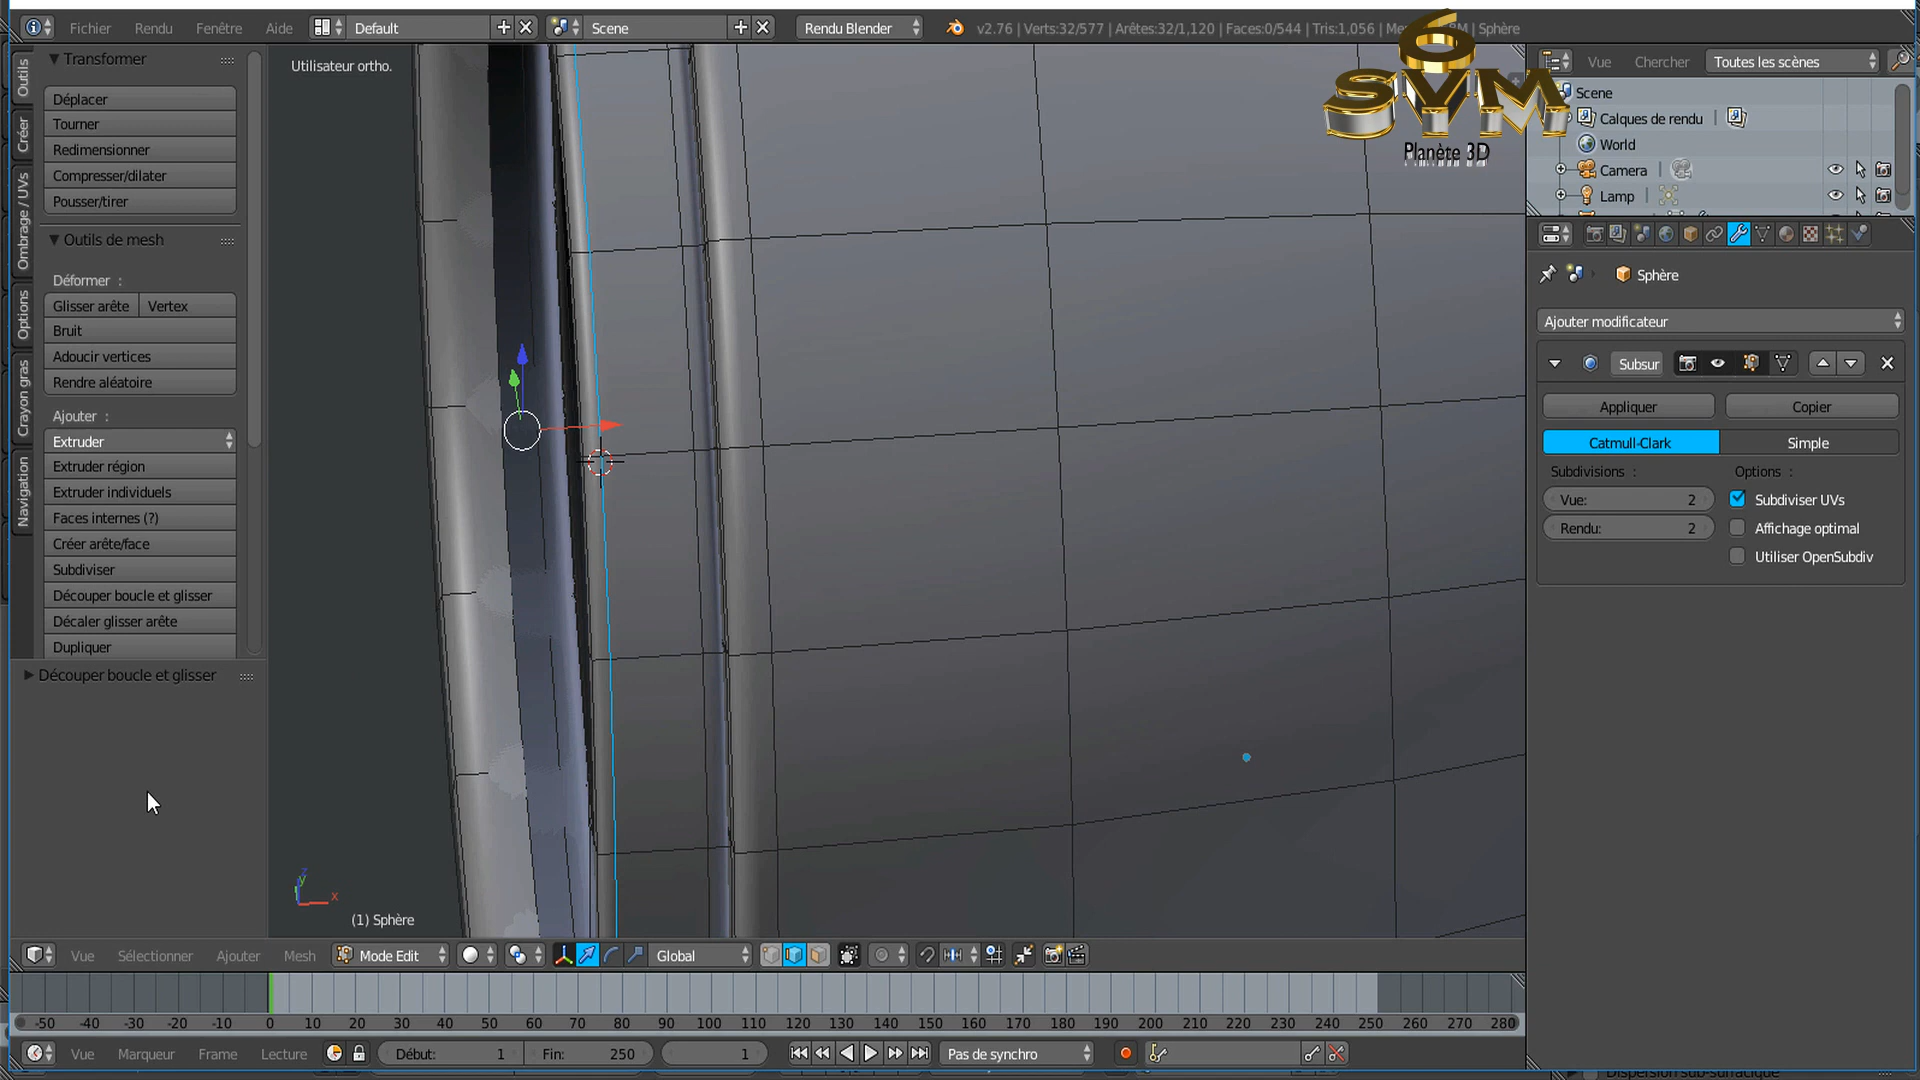 Fichier Rendu Fenêtre Aide Default Scene Rendu Blender v2.76 | Verts:32/577 | Arêtes:32/1,120 | Faces:0/544 | Tris:1,056 | Sphère
6
SVM
Planète 3D
Outils
Créer
Ombrage / UVs
Options
Crayon gras
Navigation
Transformer
Déplacer
Tourner
Redimensionner
Compresser/dilater
Pousser/tirer
Outils de mesh
Déformer :
Glisser arête Vertex
Bruit
Adoucir vertices
Rendre aléatoire
Ajouter :
Extruder
Extruder région
Extruder individuels
Faces internes (?)
Créer arête/face
Subdiviser
Découper boucle et glisser
Décaler glisser arête
Dupliquer
Découper boucle et glisser
Utilisateur ortho.
z
y
x
(1) Sphère
Vue Chercher Toutes les scènes
Scene
Calques de rendu
World
Camera
Lamp
Sphère
Ajouter modificateur
Subsur
Appliquer Copier
Catmull-Clark Simple
Subdivisions : Options :
Vue: 2 Subdiviser UVs
Rendu: 2 Affichage optimal
Utiliser OpenSubdiv
Vue Sélectionner Ajouter Mesh Mode Edit Global
-50 -40 -30 -20 -10 0 10 20 30 40 50 60 70 80 90 100 110 120 130 140 150 160 170 180 190 200 210 220 230 240 250 260 270 280
Vue Marqueur Frame Lecture Début: 1 Fin: 250 1 Pas de synchro
Dispersion sub-surfacique